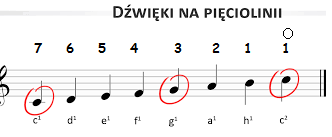 DŹWIĘKI NA PIĘCIOLINII
7 6 5 4 3 2 1 1
c¹ d¹ e¹ f¹ g¹ a¹ h¹ c²